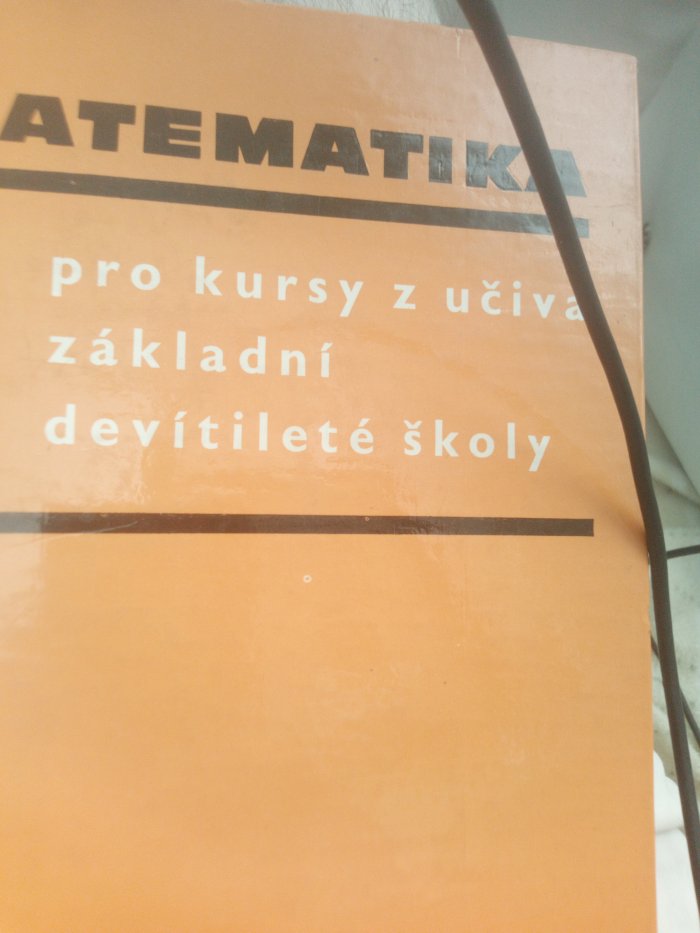 ATEMATIKA
pro kursy z učiva
základní
devítileté školy